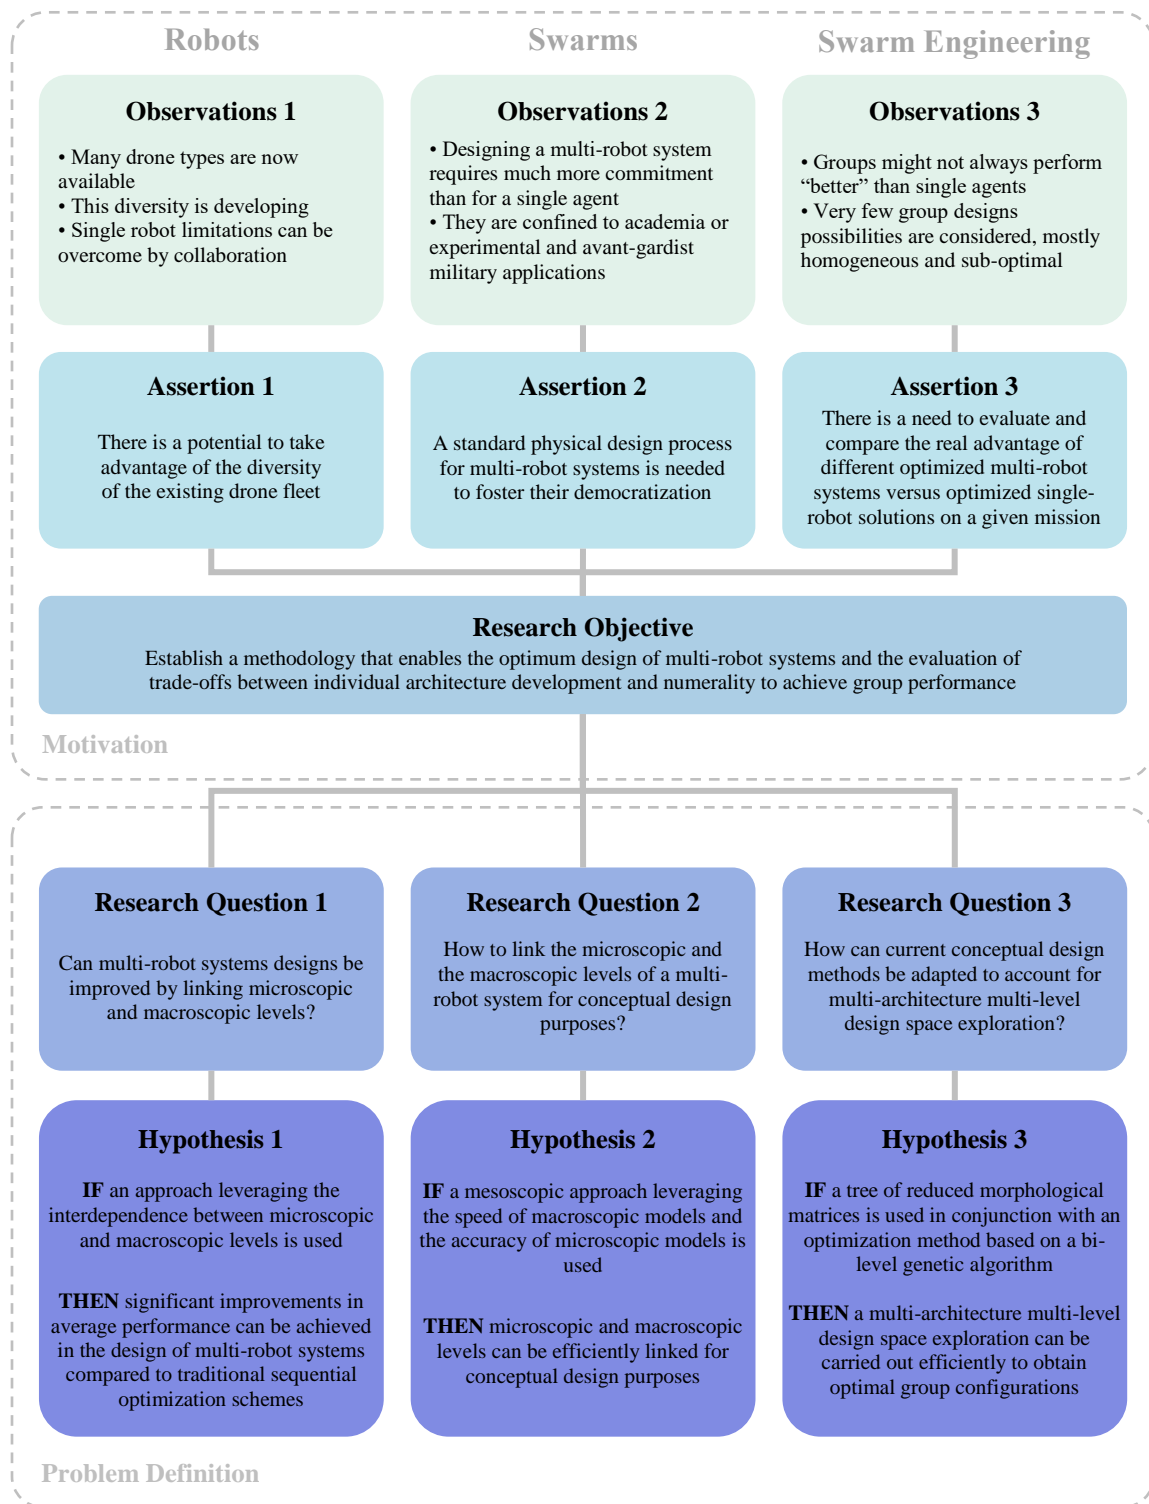 Robots
Swarms
Swarm Engineering
Observations 1
• Many drone types are now
available
• This diversity is developing
• Single robot limitations can be
overcome by collaboration
Observations 2
• Designing a multi-robot system
requires much more commitment
than for a single agent
• They are confined to academia or
experimental and avant-gardist
military applications
Observations 3
• Groups might not always perform
“better” than single agents
• Very few group designs
possibilities are considered, mostly
homogeneous and sub-optimal
Assertion 1
There is a potential to take
advantage of the diversity
of the existing drone fleet
Assertion 2
A standard physical design process
for multi-robot systems is needed
to foster their democratization
Assertion 3
There is a need to evaluate and
compare the real advantage of
different optimized multi-robot
systems versus optimized single-
robot solutions on a given mission
Research Objective
Establish a methodology that enables the optimum design of multi-robot systems and the evaluation of
trade-offs between individual architecture development and numerality to achieve group performance
Motivation
Research Question 1
Can multi-robot systems designs be
improved by linking microscopic
and macroscopic levels?
Research Question 2
How to link the microscopic and
the macroscopic levels of a multi-
robot system for conceptual design
purposes?
Research Question 3
How can current conceptual design
methods be adapted to account for
multi-architecture multi-level
design space exploration?
Hypothesis 1
IF an approach leveraging the
interdependence between microscopic
and macroscopic levels is used
THEN significant improvements in
average performance can be achieved
in the design of multi-robot systems
compared to traditional sequential
optimization schemes
Hypothesis 2
IF a mesoscopic approach leveraging
the speed of macroscopic models and
the accuracy of microscopic models is
used
THEN microscopic and macroscopic
levels can be efficiently linked for
conceptual design purposes
Hypothesis 3
IF a tree of reduced morphological
matrices is used in conjunction with an
optimization method based on a bi-
level genetic algorithm
THEN a multi-architecture multi-level
design space exploration can be
carried out efficiently to obtain
optimal group configurations
Problem Definition